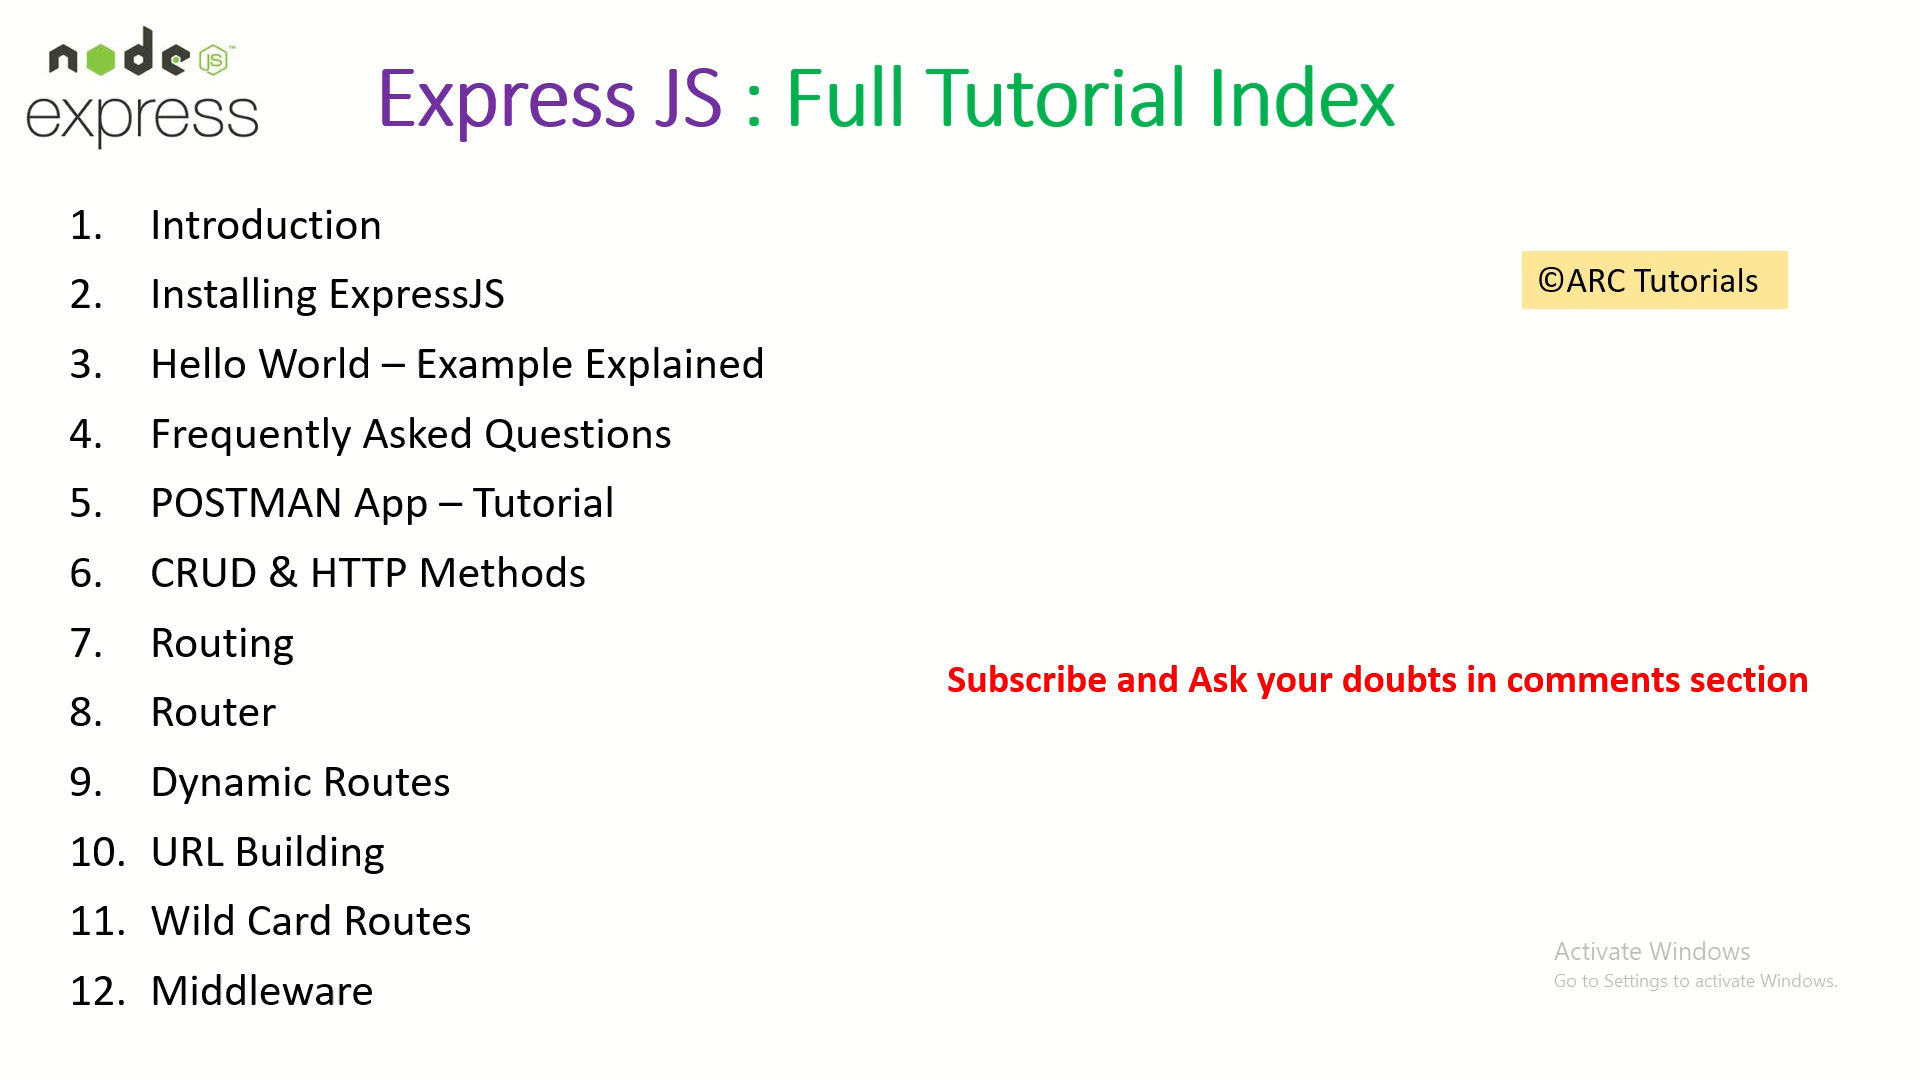 node JS™
express
Express JS : Full Tutorial Index
1. Introduction
2. Installing ExpressJS
3. Hello World – Example Explained
4. Frequently Asked Questions
5. POSTMAN App – Tutorial
6. CRUD & HTTP Methods
7. Routing
8. Router
9. Dynamic Routes
10. URL Building
11. Wild Card Routes
12. Middleware
©ARC Tutorials
Subscribe and Ask your doubts in comments section
Activate Windows
Go to Settings to activate Windows.